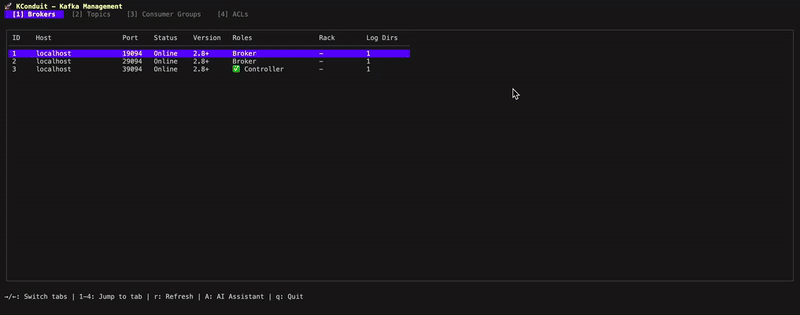 🚀 KConduit – Kafka Management
[1] Brokers [2] Topics [3] Consumer Groups [4] ACLs
ID Host Port Status Version Roles Rack Log Dirs
1 localhost 19094 Online 2.8+ Broker – 1
2 localhost 29094 Online 2.8+ Broker – 1
3 localhost 39094 Online 2.8+ ✅ Controller – 1
→/←: Switch tabs | 1-4: Jump to tab | r: Refresh | A: AI Assistant | q: Quit